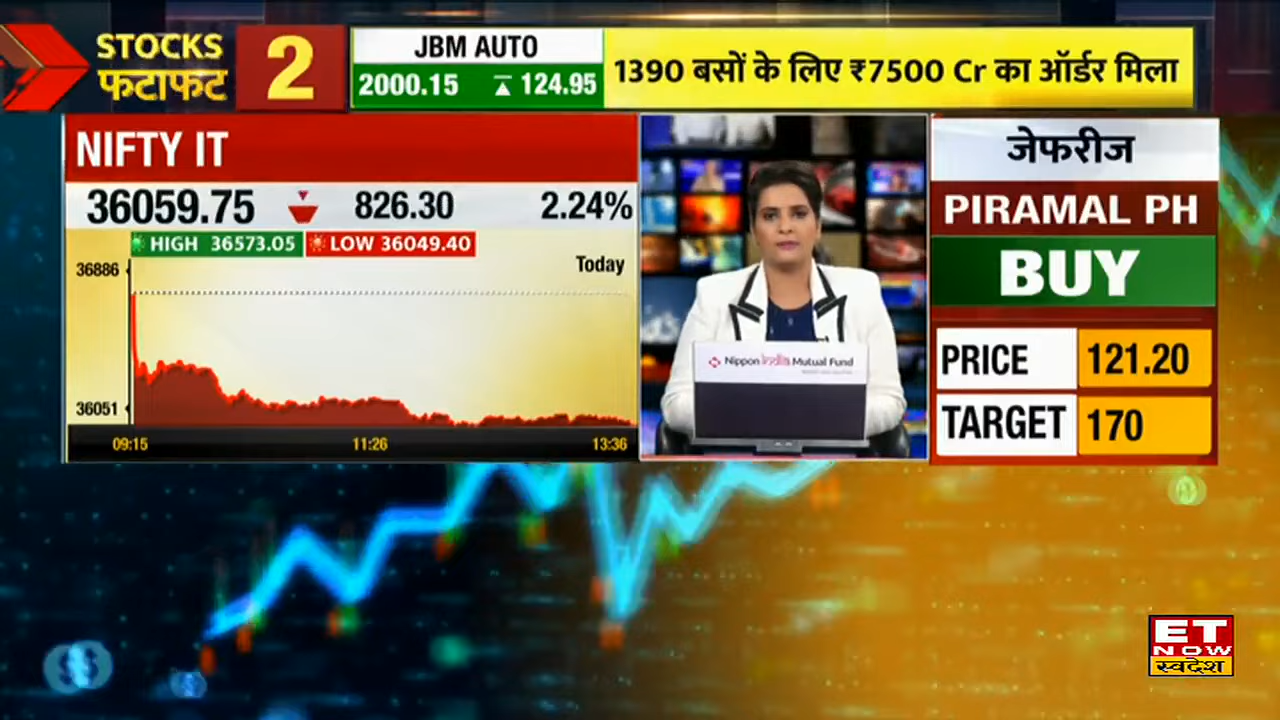 STOCKS
फटाफट
2
JBM AUTO
2000.15 124.95
1390 बसों के लिए ₹7500 Cr का ऑर्डर मिला
NIFTY IT
36059.75 826.30 2.24%
HIGH 36573.05 LOW 36049.40
Today
36886
36051
09:15 11:26 13:36
Nippon india Mutual Fund
जेफरीज
PIRAMAL PH
BUY
PRICE 121.20
TARGET 170
ET
NOW
स्वदेश